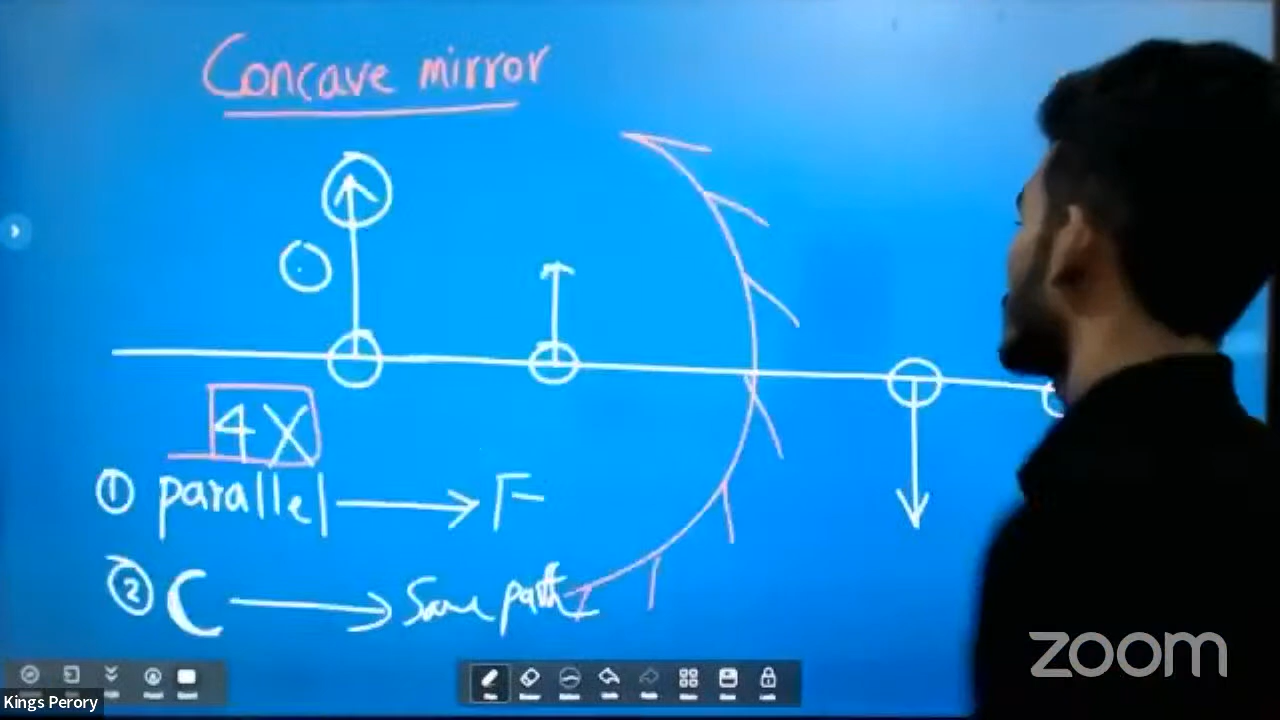 Concave mirror
4X
① parallel → F
② C → Same path
zoom
Kings Perory